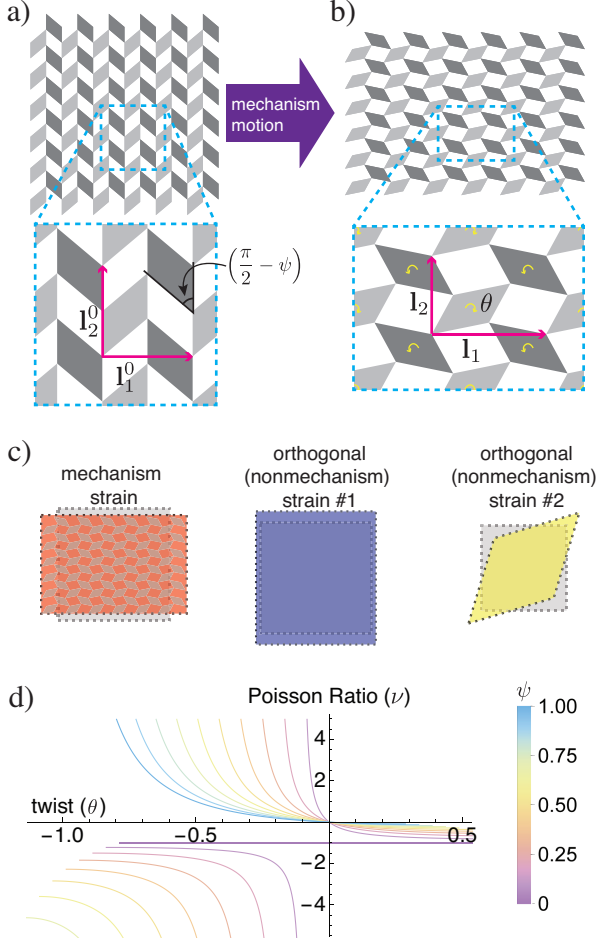 a)
b)
mechanism
motion
(π/2 − ψ)
l₂⁰
l₁⁰
l₂
θ
l₁
c)
mechanism
strain
orthogonal
(nonmechanism)
strain #1
orthogonal
(nonmechanism)
strain #2
d)
Poisson Ratio (ν)
ψ
twist (θ)
4
2
−2
−4
−1.0
−0.5
0.5
1.00
0.75
0.50
0.25
0